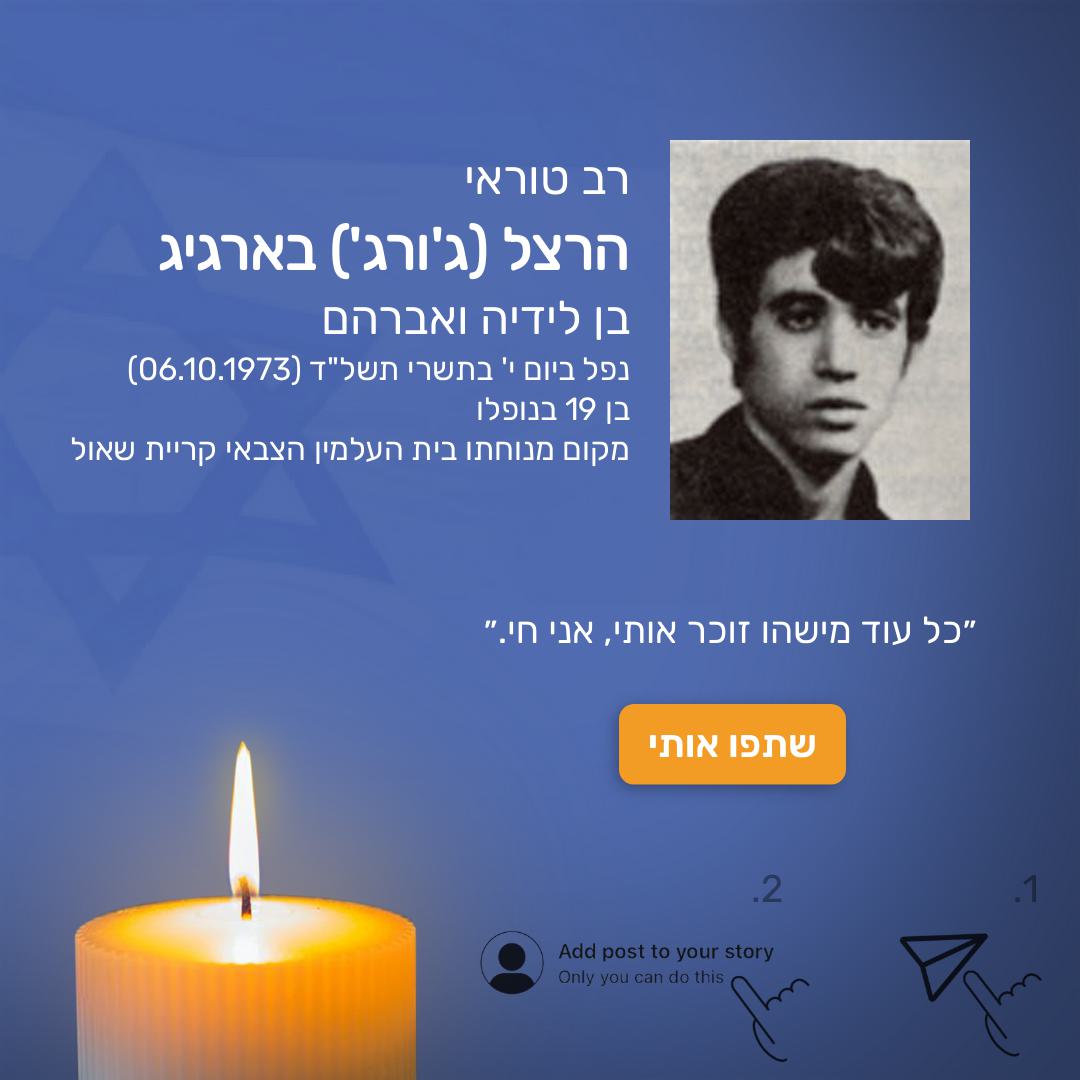 רב טוראי
הרצל (ג'ורג') בארגיג
בן לידיה ואברהם
נפל ביום י' בתשרי תשל"ד (06.10.1973)
בן 19 בנופלו
מקום מנוחתו בית העלמין הצבאי קריית שאול
״כל עוד מישהו זוכר אותי, אני חי.״
שתפו אותי
1.
2.
Add post to your story
Only you can do this